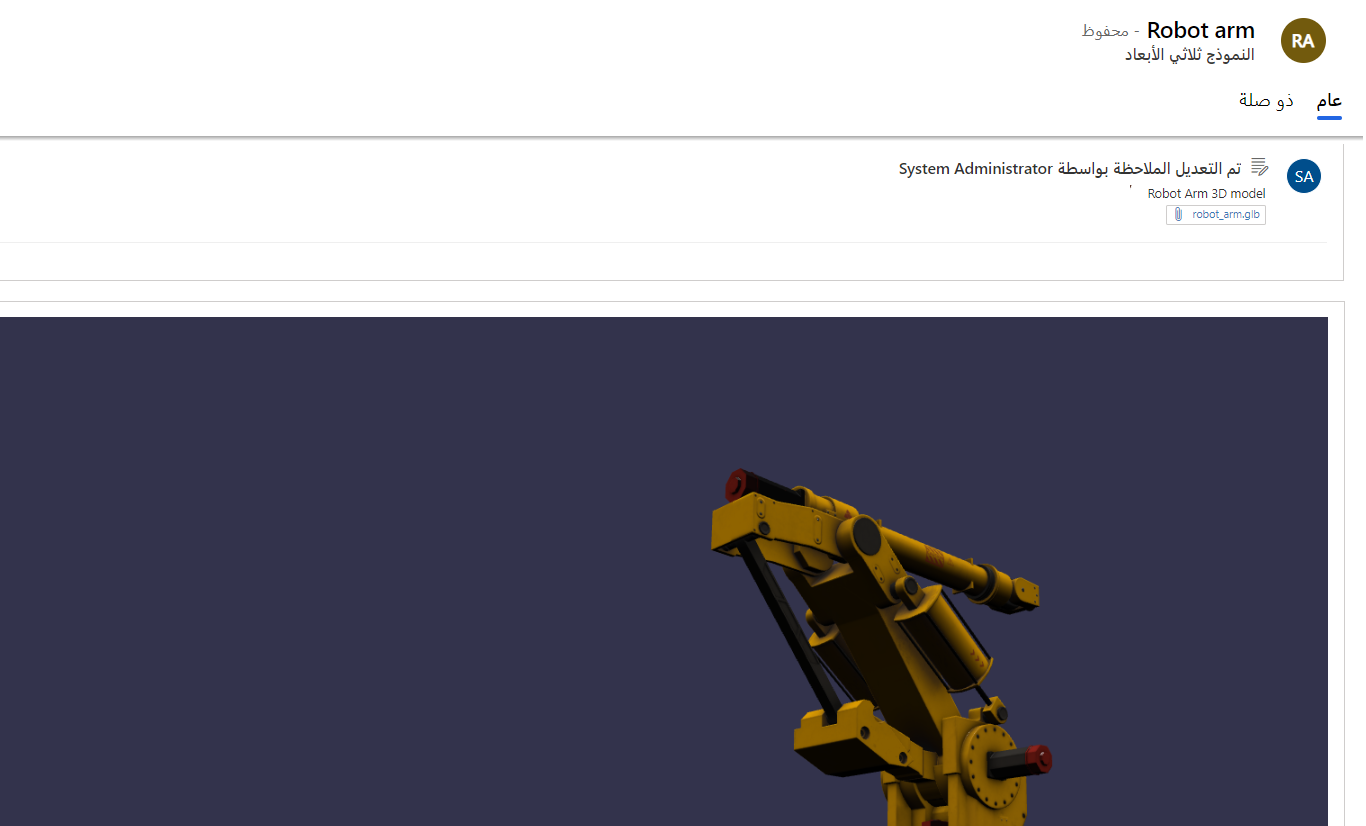 RA
Robot arm - محفوظ
النموذج ثلاثي الأبعاد
عام
ذو صلة
SA
تم التعديل الملاحظة بواسطة System Administrator
Robot Arm 3D model
robot_arm.glb